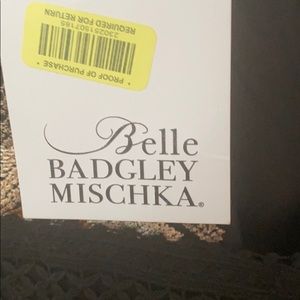 * PROOF OF PURCHASE *
REQUIRED FOR RETURN
Belle
BADGLEY
MISCHKA®